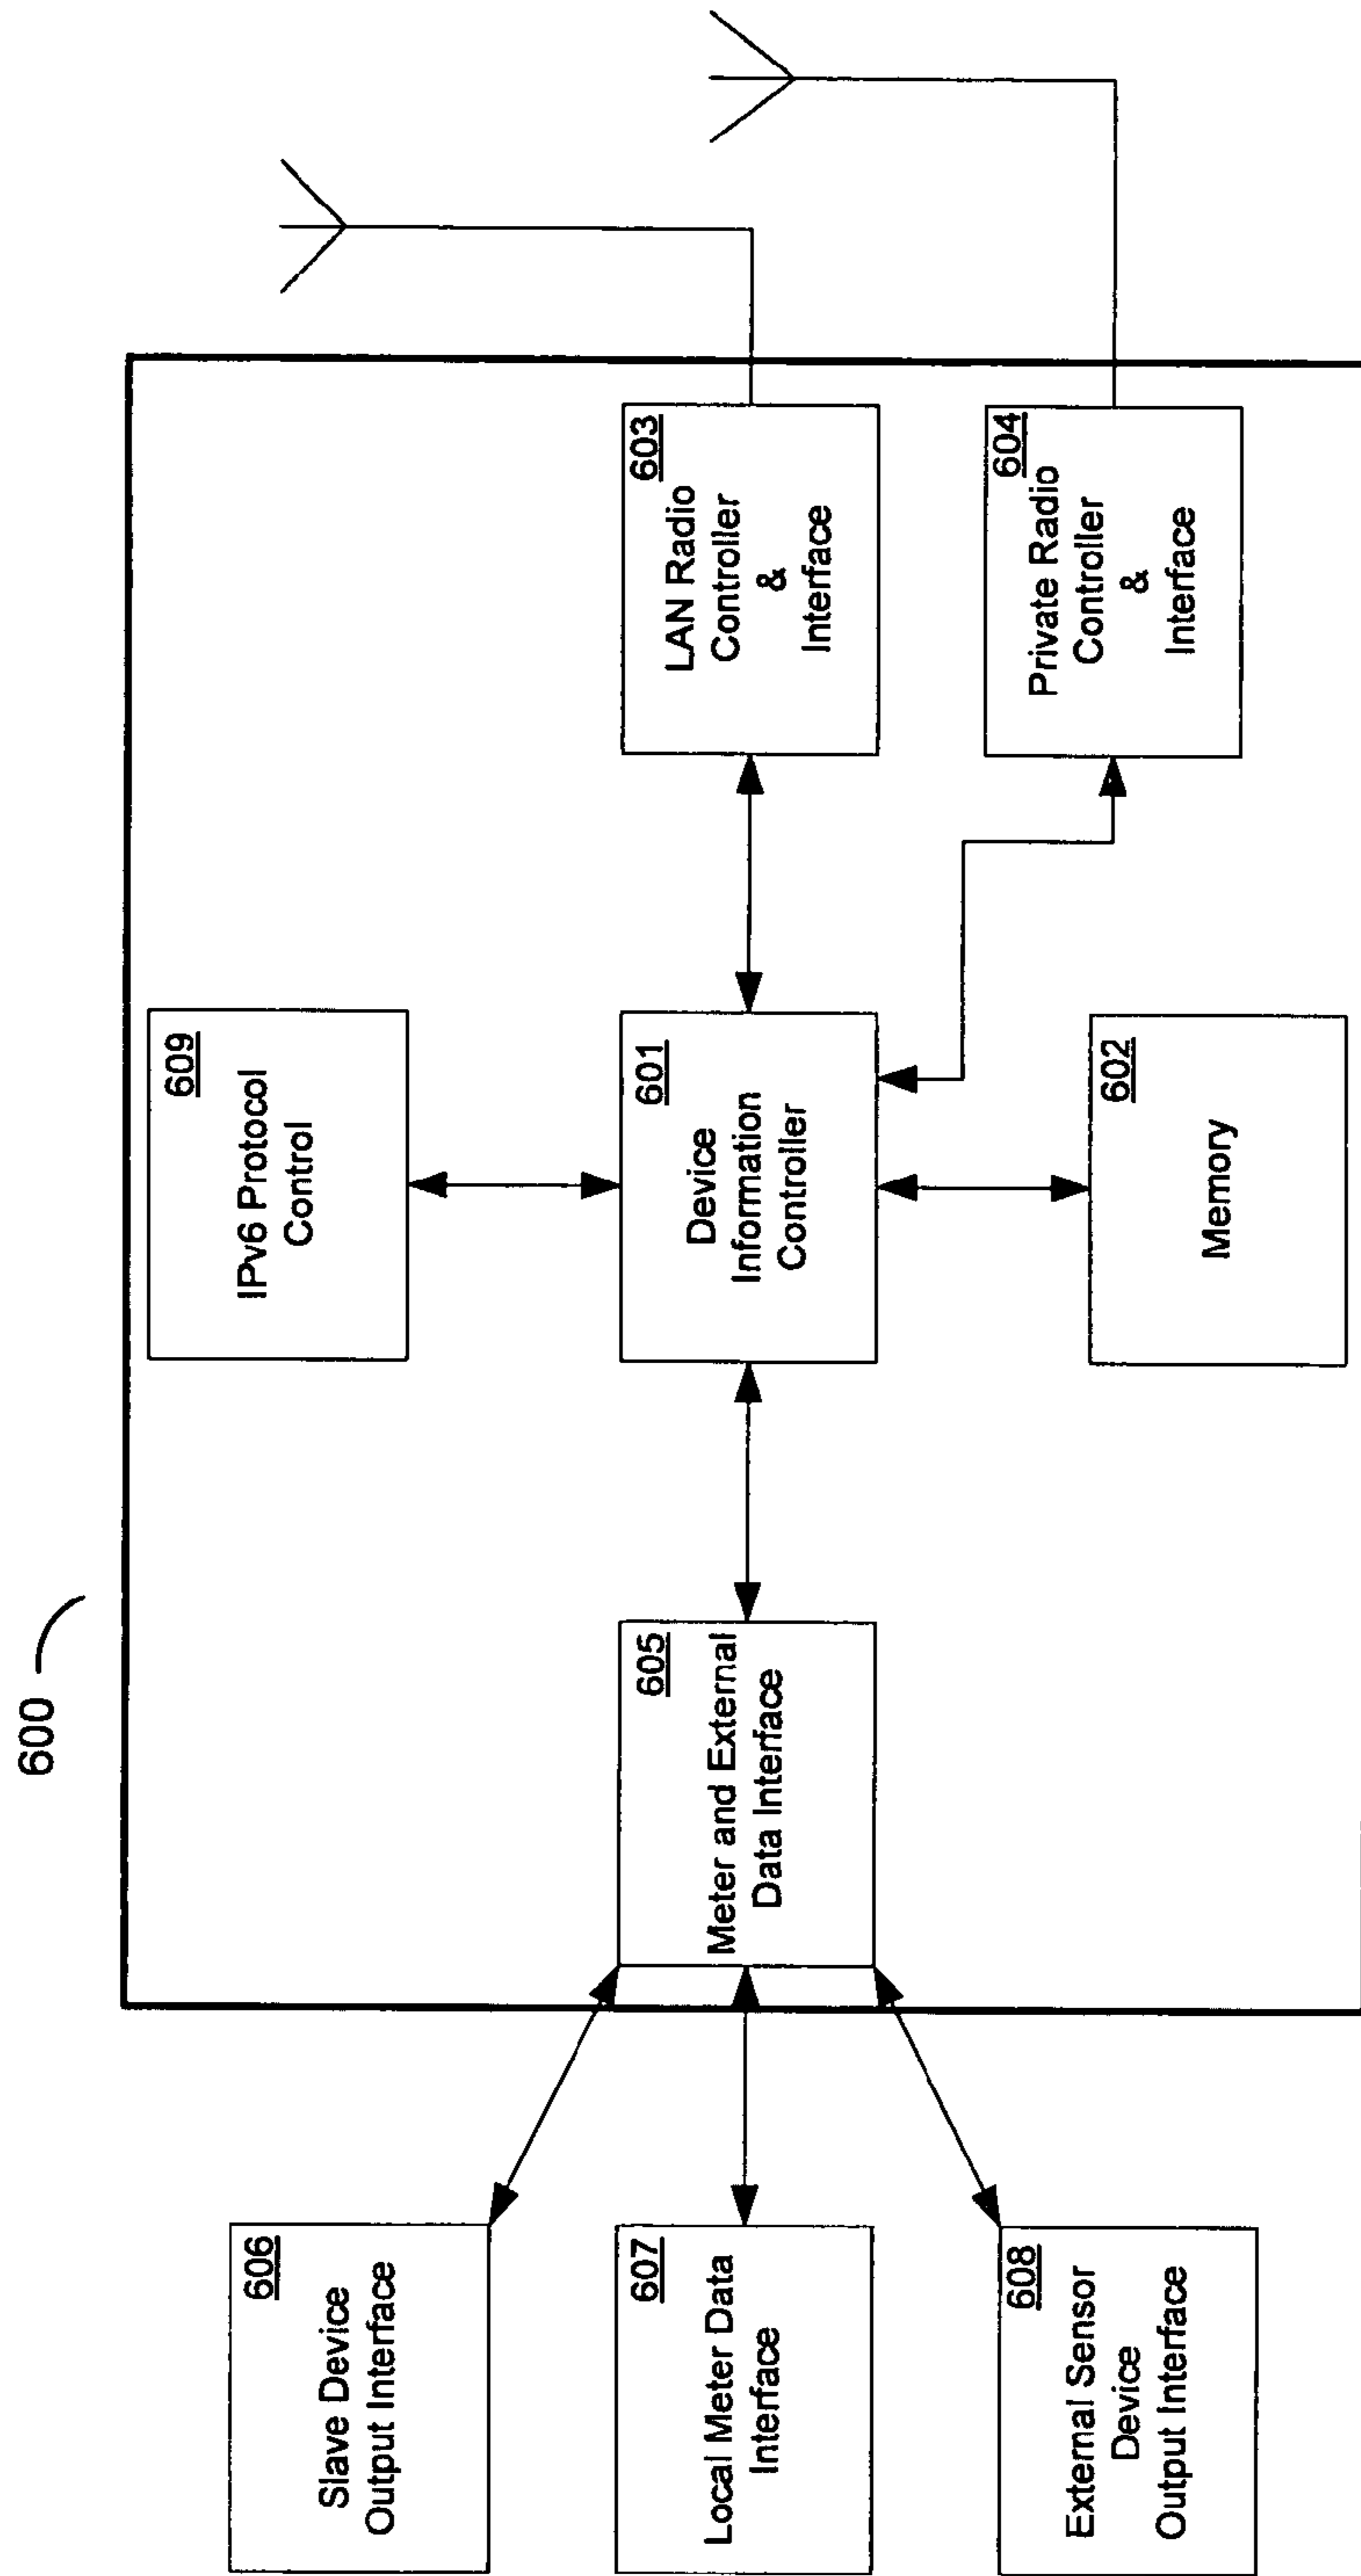 600
609
IPv6 Protocol
Control
606
Slave Device
Output Interface
605
Meter and External
Data Interface
601
Device
Information
Controller
603
LAN Radio
Controller
&
Interface
607
Local Meter Data
Interface
604
Private Radio
Controller
&
Interface
608
External Sensor
Device
Output Interface
602
Memory